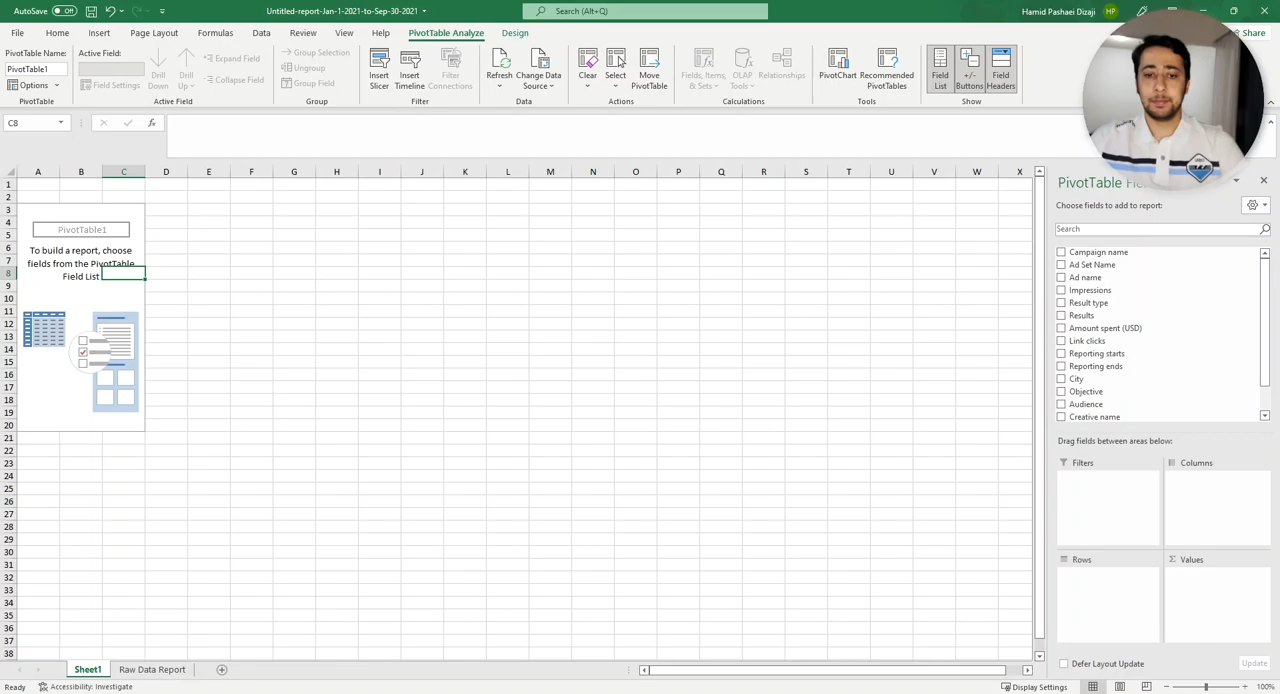 AutoSave Off Untitled-report-Jan-1-2021-to-Sep-30-2021 Search (Alt+Q) Hamid Pashaei Dizaji HP
File Home Insert Page Layout Formulas Data Review View Help PivotTable Analyze Design Share
PivotTable Name: Active Field:
PivotTable1
Options Field Settings
Drill Down
Drill Up
Expand Field
Collapse Field
Group Selection
Ungroup
Group Field
Insert Slicer
Insert Timeline
Filter Connections
Refresh
Change Data Source
Clear
Select
Move PivotTable
Fields, Items, & Sets
OLAP Tools
Relationships
PivotChart
Recommended PivotTables
Field List
+/- Buttons
Field Headers
PivotTable Active Field Group Filter Data Actions Calculations Tools Show
C8 fx
A B C D E F G H I J K L M N O P Q R S T U V W X
1
2
3
4
5
6
7
8
9
10
11
12
13
14
15
16
17
18
19
20
21
22
23
24
25
26
27
28
29
30
31
32
33
34
35
36
37
38
PivotTable1
To build a report, choose
fields from the PivotTable
Field List
PivotTable
Choose fields to add to report:
Search
Campaign name
Ad Set Name
Ad name
Impressions
Result type
Results
Amount spent (USD)
Link clicks
Reporting starts
Reporting ends
City
Objective
Audience
Creative name
Drag fields between areas below:
Filters Columns
Rows Σ Values
Defer Layout Update Update
Sheet1 Raw Data Report
Ready Accessibility: Investigate Display Settings 100%